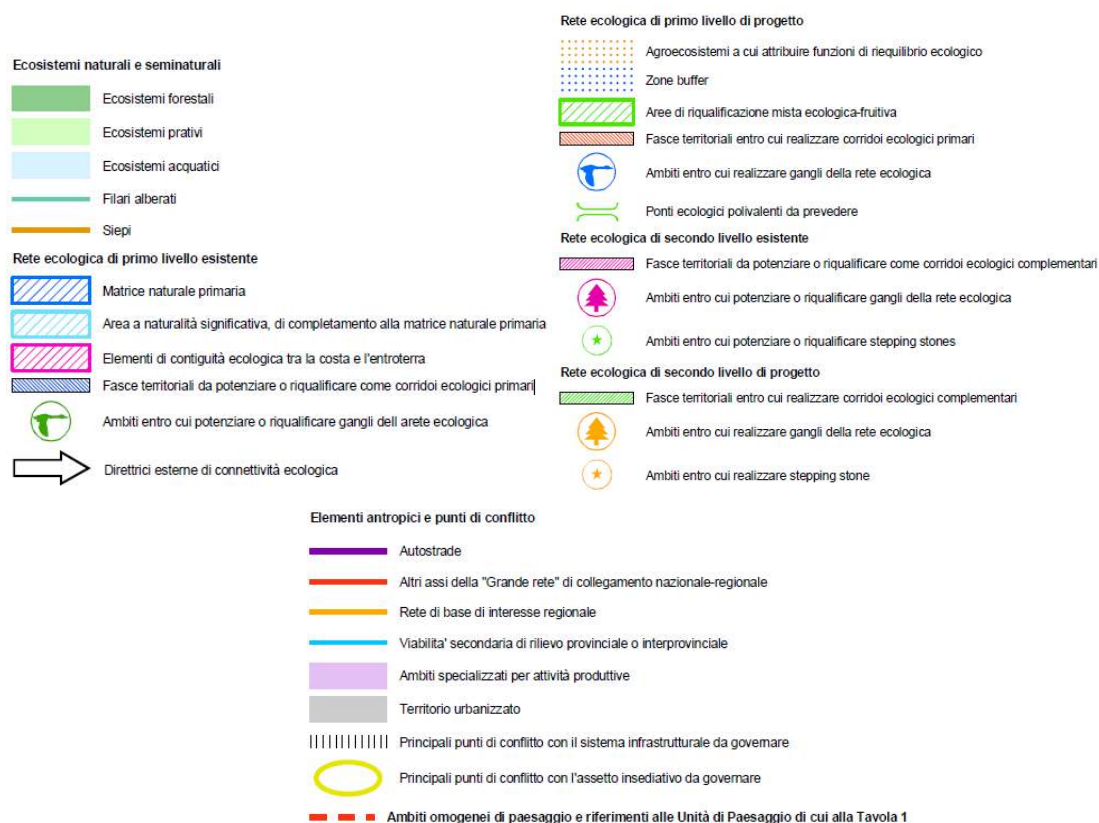 Ecosistemi naturali e seminaturali
Ecosistemi forestali
Ecosistemi prativi
Ecosistemi acquatici
Filari alberati
Siepi
Rete ecologica di primo livello esistente
Matrice naturale primaria
Area a naturalità significativa, di completamento alla matrice naturale primaria
Elementi di contiguità ecologica tra la costa e l'entroterra
Fasce territoriali da potenziare o riqualificare come corridoi ecologici primari
Ambiti entro cui potenziare o riqualificare gangli dell arete ecologica
Direttrici esterne di connettività ecologica
Rete ecologica di primo livello di progetto
Agroecosistemi a cui attribuire funzioni di riequilibrio ecologico
Zone buffer
Aree di riqualificazione mista ecologica-fruitiva
Fasce territoriali entro cui realizzare corridoi ecologici primari
Ambiti entro cui realizzare gangli della rete ecologica
Ponti ecologici polivalenti da prevedere
Rete ecologica di secondo livello esistente
Fasce territoriali da potenziare o riqualificare come corridoi ecologici complementari
Ambiti entro cui potenziare o riqualificare gangli della rete ecologica
Ambiti entro cui potenziare o riqualificare stepping stones
Rete ecologica di secondo livello di progetto
Fasce territoriali entro cui realizzare corridoi ecologici complementari
Ambiti entro cui realizzare gangli della rete ecologica
Ambiti entro cui realizzare stepping stone
Elementi antropici e punti di conflitto
Autostrade
Altri assi della "Grande rete" di collegamento nazionale-regionale
Rete di base di interesse regionale
Viabilita' secondaria di rilievo provinciale o interprovinciale
Ambiti specializzati per attività produttive
Territorio urbanizzato
Principali punti di conflitto con il sistema infrastrutturale da governare
Principali punti di conflitto con l'assetto insediativo da governare
Ambiti omogenei di paesaggio e riferimenti alle Unità di Paesaggio di cui alla Tavola 1